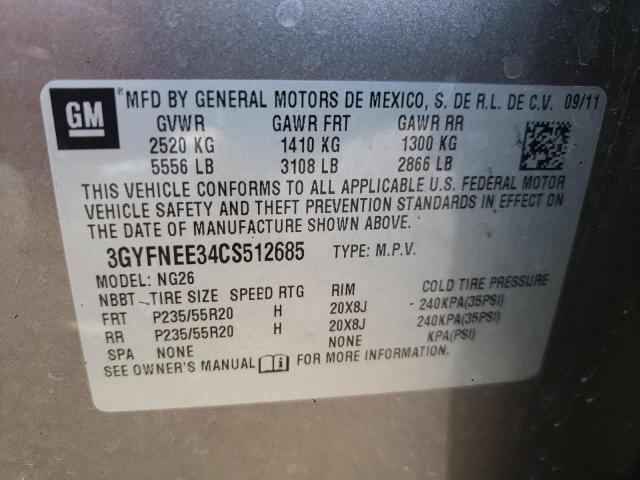 GM ® MFD BY GENERAL MOTORS DE MEXICO, S. DE R.L. DE C.V. 09/11
GVWR GAWR FRT GAWR RR
2520 KG 1410 KG 1300 KG
5556 LB 3108 LB 2866 LB
THIS VEHICLE CONFORMS TO ALL APPLICABLE U.S. FEDERAL MOTOR
VEHICLE SAFETY AND THEFT PREVENTION STANDARDS IN EFFECT ON
THE DATE OF MANUFACTURE SHOWN ABOVE.
3GYFNEE34CS512685 TYPE: M.P.V.
MODEL: NG26
NBBT TIRE SIZE SPEED RTG RIM COLD TIRE PRESSURE
FRT P235/55R20 H 20X8J 240KPA(35PSI)
RR P235/55R20 H 20X8J 240KPA(35PSI)
SPA NONE NONE KPA(PSI)
SEE OWNER'S MANUAL i FOR MORE INFORMATION.